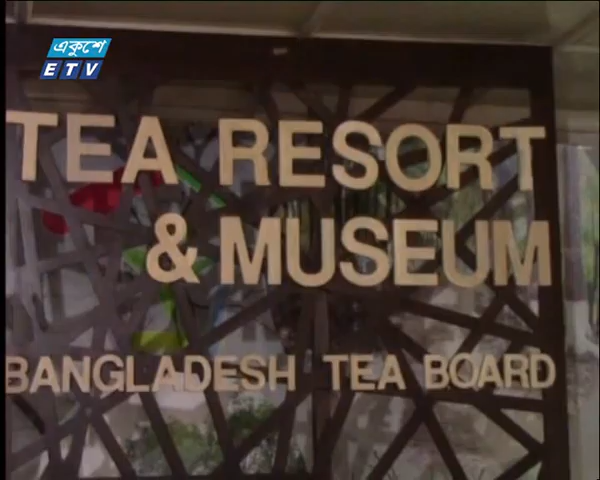 একুশে
ETV
TEA RESORT
& MUSEUM
BANGLADESH TEA BOARD